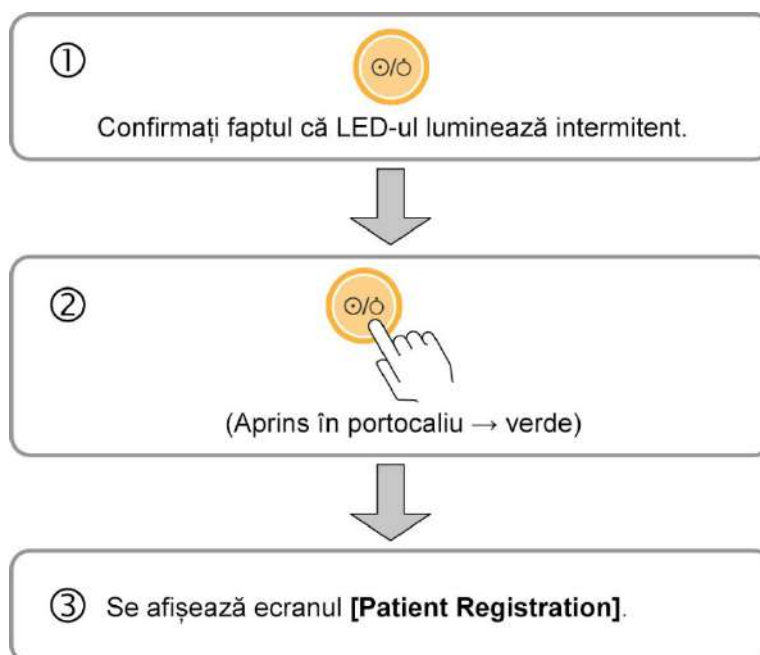 ①
Confirmați faptul că LED-ul luminează intermitent.
②
(Aprins în portocaliu → verde)
③ Se afișează ecranul [Patient Registration].